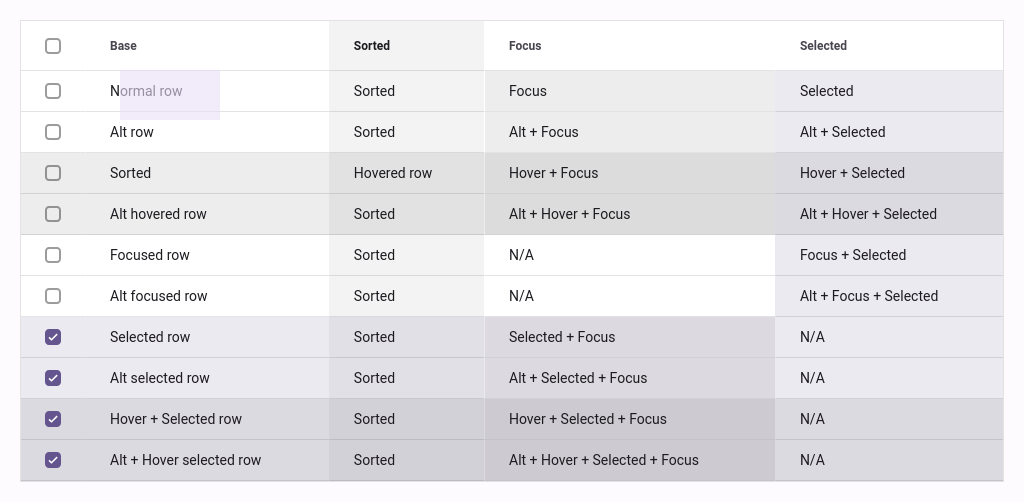 Base Sorted Focus Selected
Normal row Sorted Focus Selected
Alt row Sorted Alt + Focus Alt + Selected
Sorted Hovered row Hover + Focus Hover + Selected
Alt hovered row Sorted Alt + Hover + Focus Alt + Hover + Selected
Focused row Sorted N/A Focus + Selected
Alt focused row Sorted N/A Alt + Focus + Selected
Selected row Sorted Selected + Focus N/A
Alt selected row Sorted Alt + Selected + Focus N/A
Hover + Selected row Sorted Hover + Selected + Focus N/A
Alt + Hover selected row Sorted Alt + Hover + Selected + Focus N/A